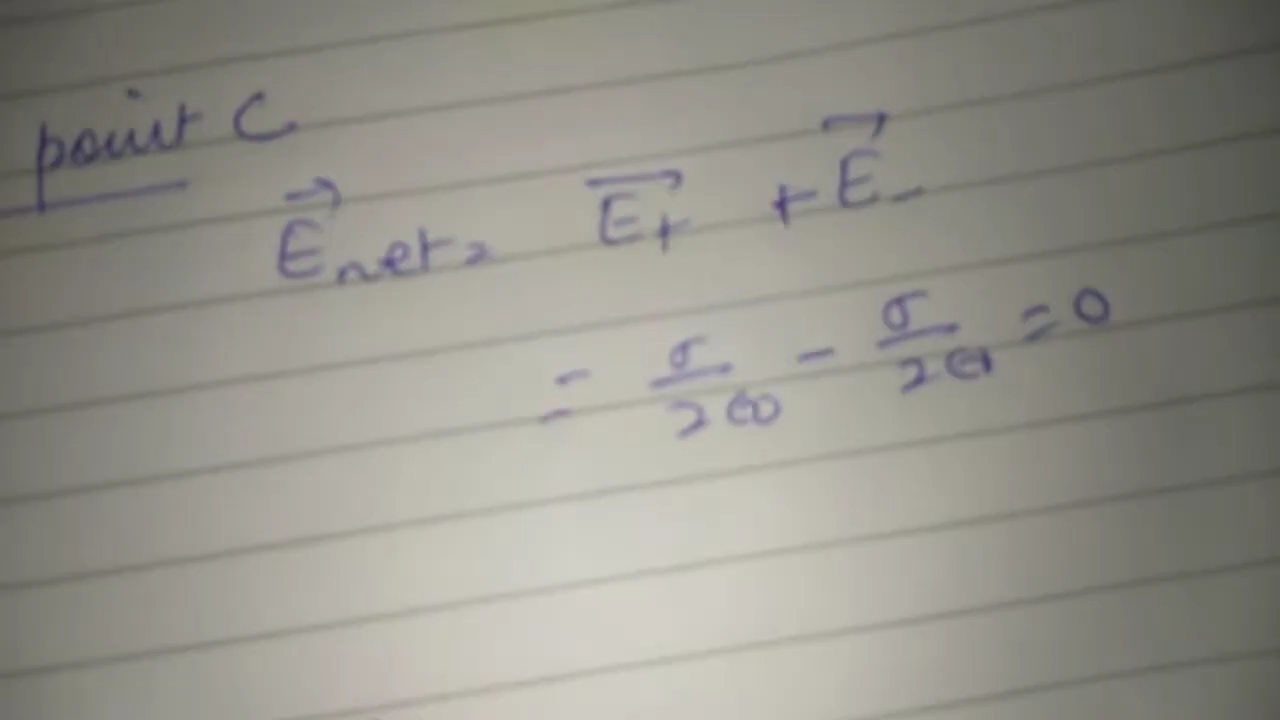 point C
E⃗net = E⃗+ + E⃗-
= σ/2ϵ0 - σ/2ϵ0 = 0